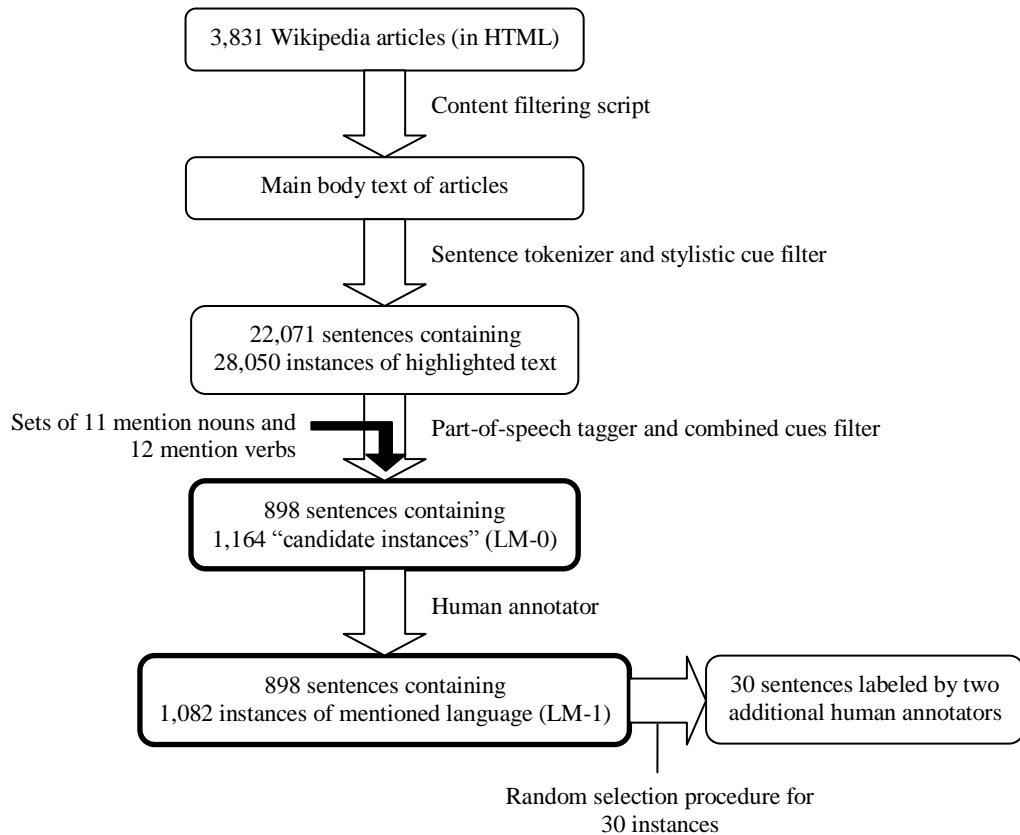 3,831 Wikipedia articles (in HTML)
Content filtering script
Main body text of articles
Sentence tokenizer and stylistic cue filter
22,071 sentences containing
28,050 instances of highlighted text
Sets of 11 mention nouns and
12 mention verbs
Part-of-speech tagger and combined cues filter
898 sentences containing
1,164 “candidate instances” (LM-0)
Human annotator
898 sentences containing
1,082 instances of mentioned language (LM-1)
30 sentences labeled by two
additional human annotators
Random selection procedure for
30 instances